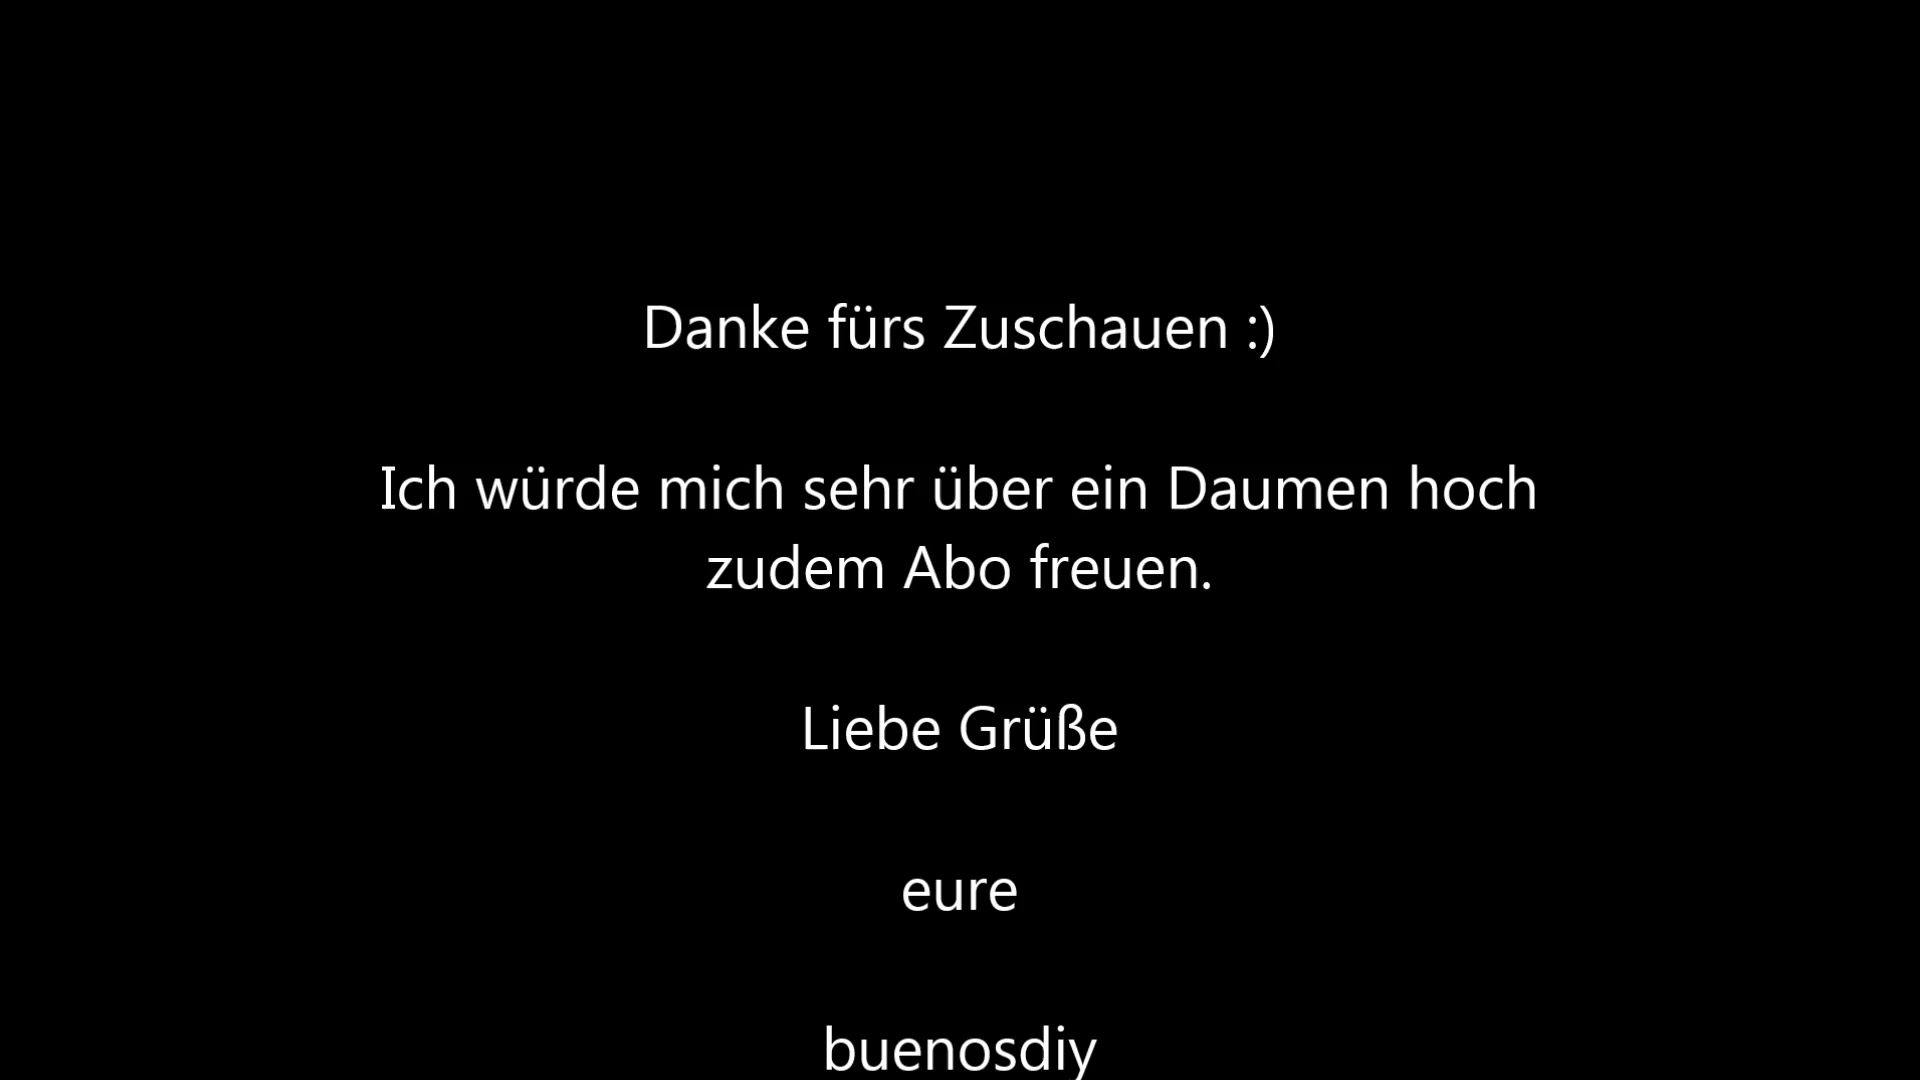 Danke fürs Zuschauen :)
Ich würde mich sehr über ein Daumen hoch
zudem Abo freuen.
Liebe Grüße
eure
buenosdiy